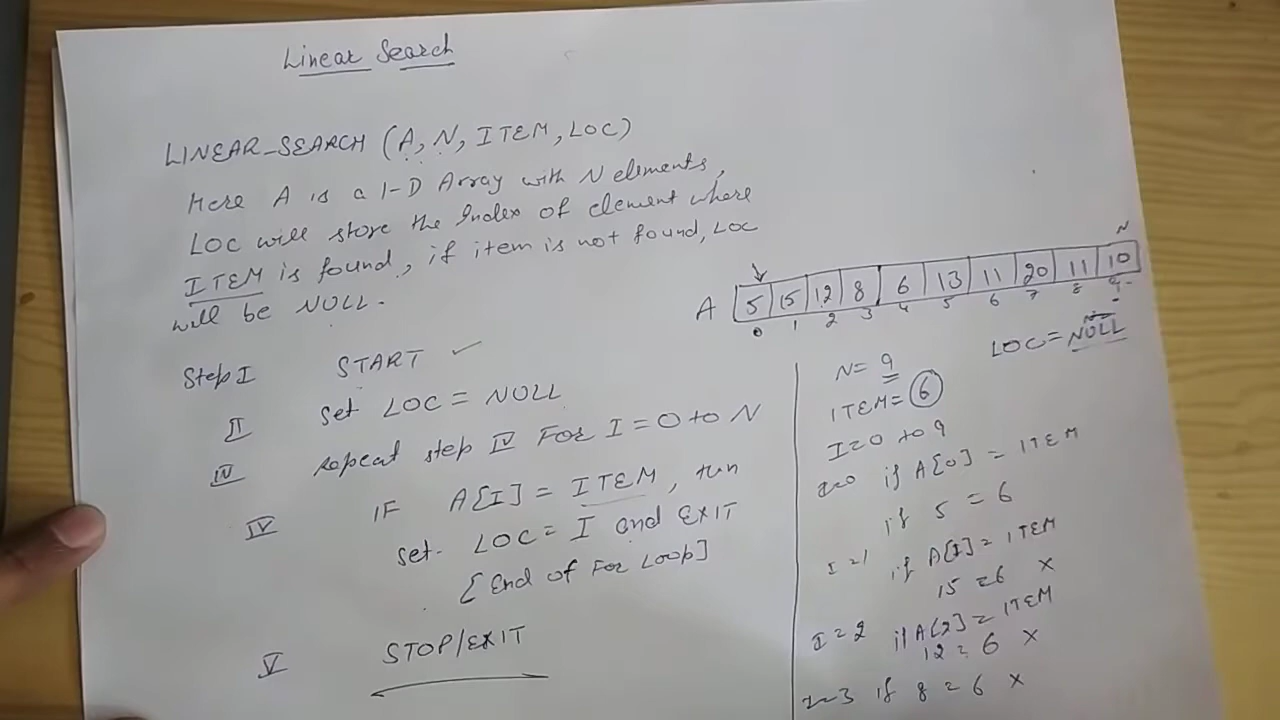 Linear Search
LINEAR_SEARCH (A, N, ITEM, LOC)
Here A is a 1-D Array with N elements,
LOC will store the Index of element where
ITEM is found, if item is not found, LOC
will be NULL.
Step I START ✓
II Set LOC = NULL
IV Repeat step IV For I = 0 to N
IV IF A[I] = ITEM, then
Set LOC = I and EXIT
[End of For Loop]
V STOP/EXIT
N
A 5 15 12 8 6 13 11 20 11 10
0 1 2 3 4 5 6 7 8 9
LOC = NULL
N = 9
ITEM = 6
I=0 to 9
I=0 if A[0] = ITEM
if 5 = 6
I=1 if A[1] = ITEM
15 = 6 x
I=2 if A[2] = ITEM
12 = 6 x
I=3 if 8 = 6 x